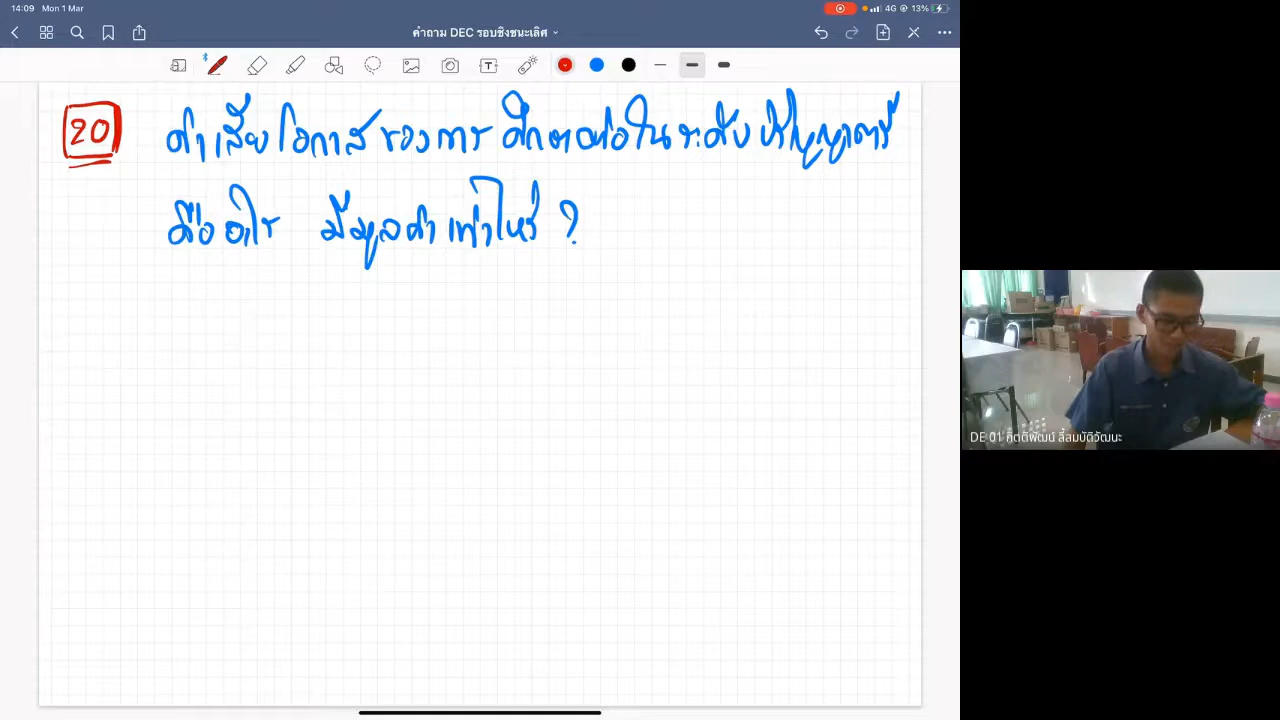 14:09 Mon 1 Mar
4G 13%
คำถาม DEC รอบชิงชนะเลิศ
20 ค่าเสียโอกาสของการศึกษาต่อในระดับปริญญาตรี
คืออะไร มีมูลค่าเท่าไหร่ ?
DE 01 กิตติพัฒน์ ลี้สมบัติวัฒนะ